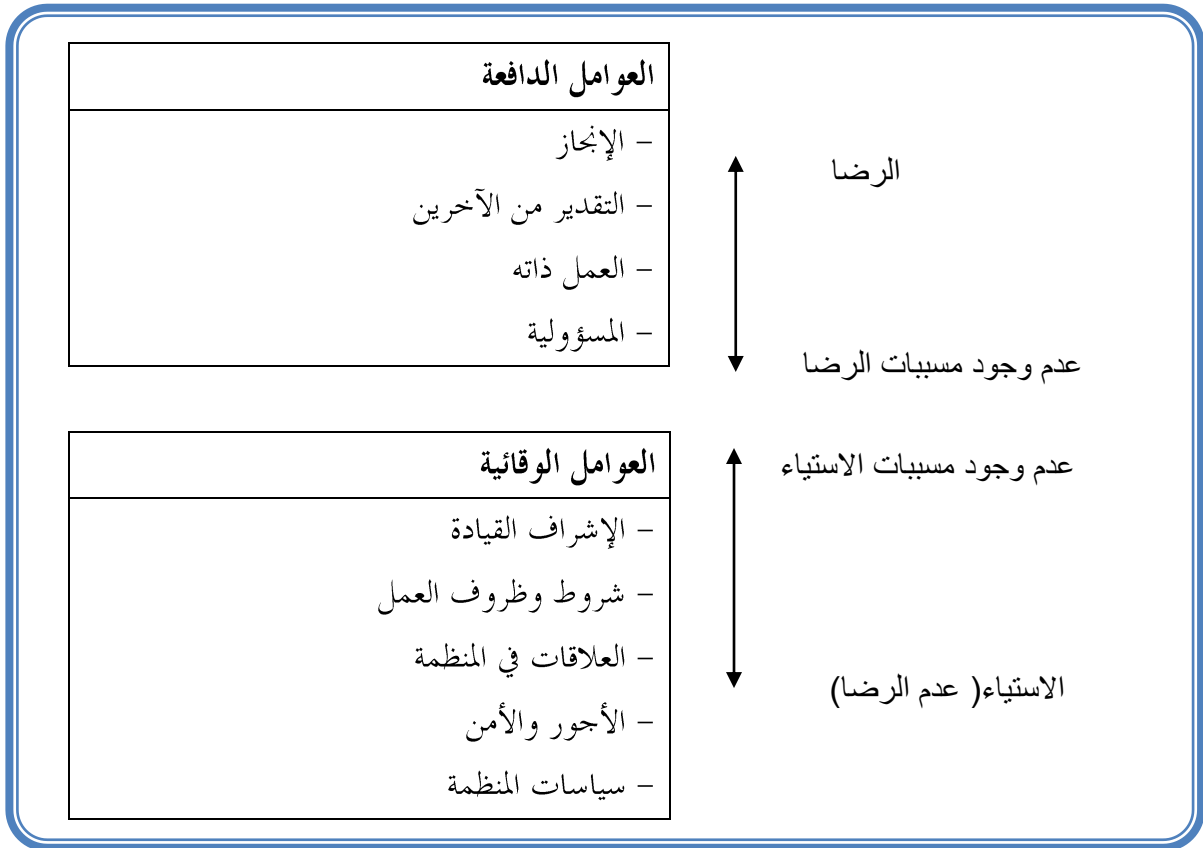 العوامل الدافعة
– الإنجاز
– التقدير من الآخرين
– العمل ذاته
– المسؤولية
الرضا
عدم وجود مسببات الرضا
العوامل الوقائية
– الإشراف القيادة
– شروط وظروف العمل
– العلاقات في المنظمة
– الأجور والأمن
– سياسات المنظمة
عدم وجود مسببات الاستياء
الاستياء( عدم الرضا)